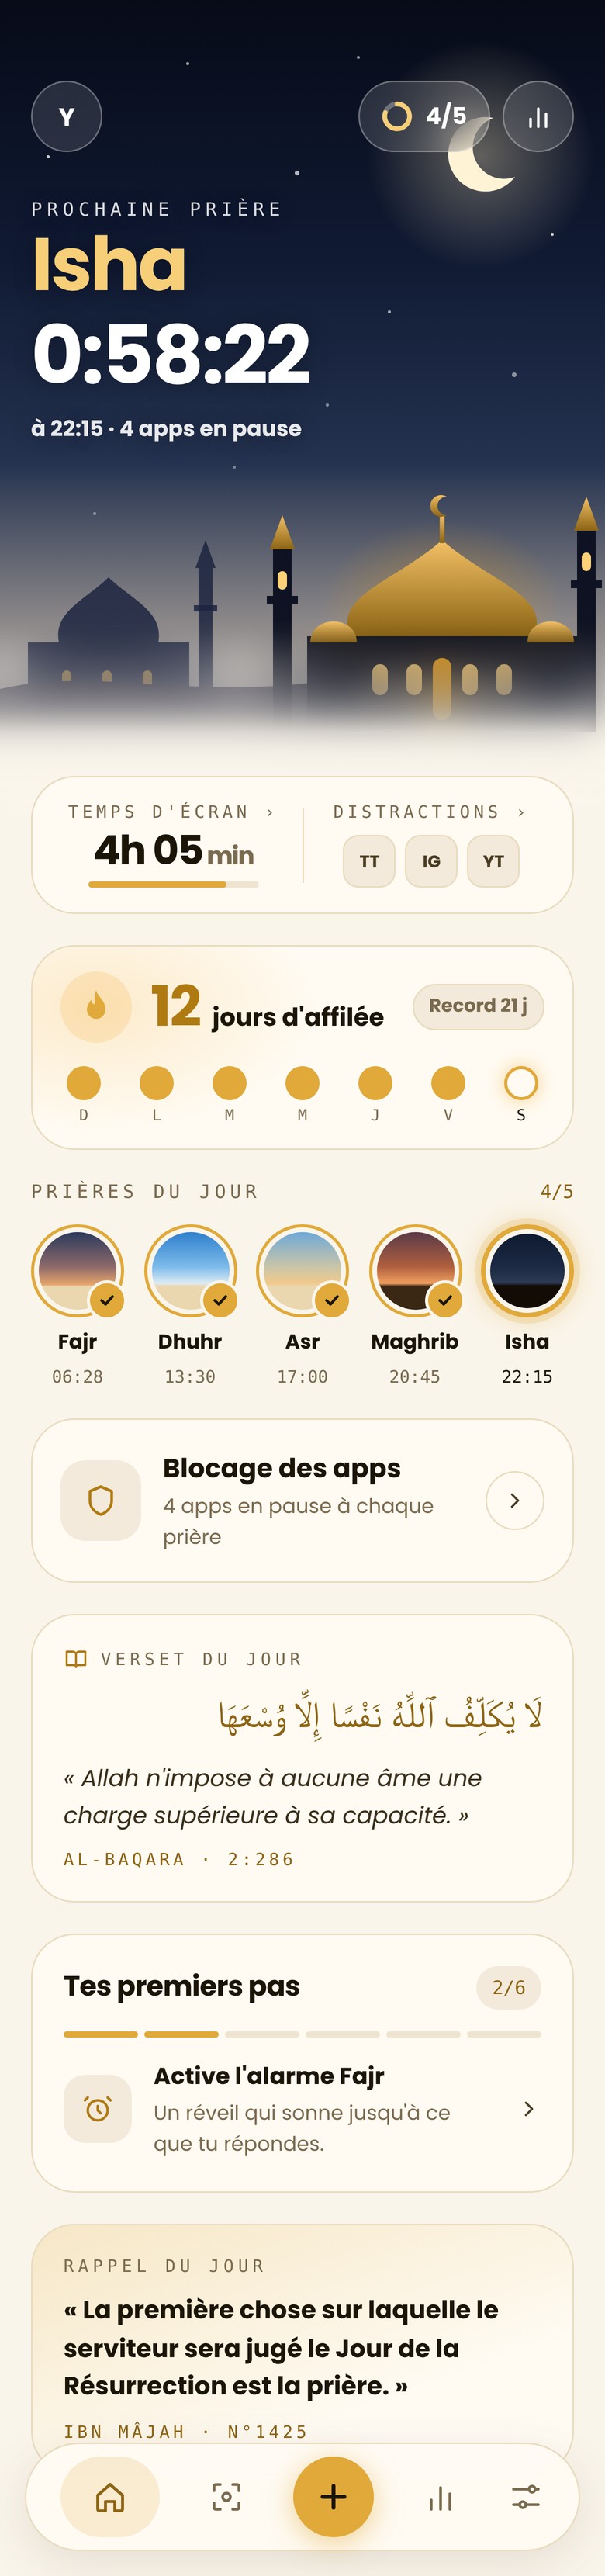 Y
4/5
PROCHAINE PRIÈRE
Isha
0:58:22
à 22:15 · 4 apps en pause
TEMPS D'ÉCRAN ›
DISTRACTIONS ›
4h 05 min
TT IG YT
12 jours d'affilée
Record 21 j
D L M M J V S
PRIÈRES DU JOUR
4/5
Fajr Dhuhr Asr Maghrib Isha
06:28 13:30 17:00 20:45 22:15
Blocage des apps
4 apps en pause à chaque
prière
VERSET DU JOUR
لَا يُكَلِّفُ ٱللَّهُ نَفْسًا إِلَّا وُسْعَهَا
« Allah n'impose à aucune âme une
charge supérieure à sa capacité. »
AL-BAQARA · 2:286
Tes premiers pas
2/6
Active l'alarme Fajr
Un réveil qui sonne jusqu'à ce
que tu répondes.
RAPPEL DU JOUR
« La première chose sur laquelle le
serviteur sera jugé le Jour de la
Résurrection est la prière. »
IBN MÂJAH · N°1425